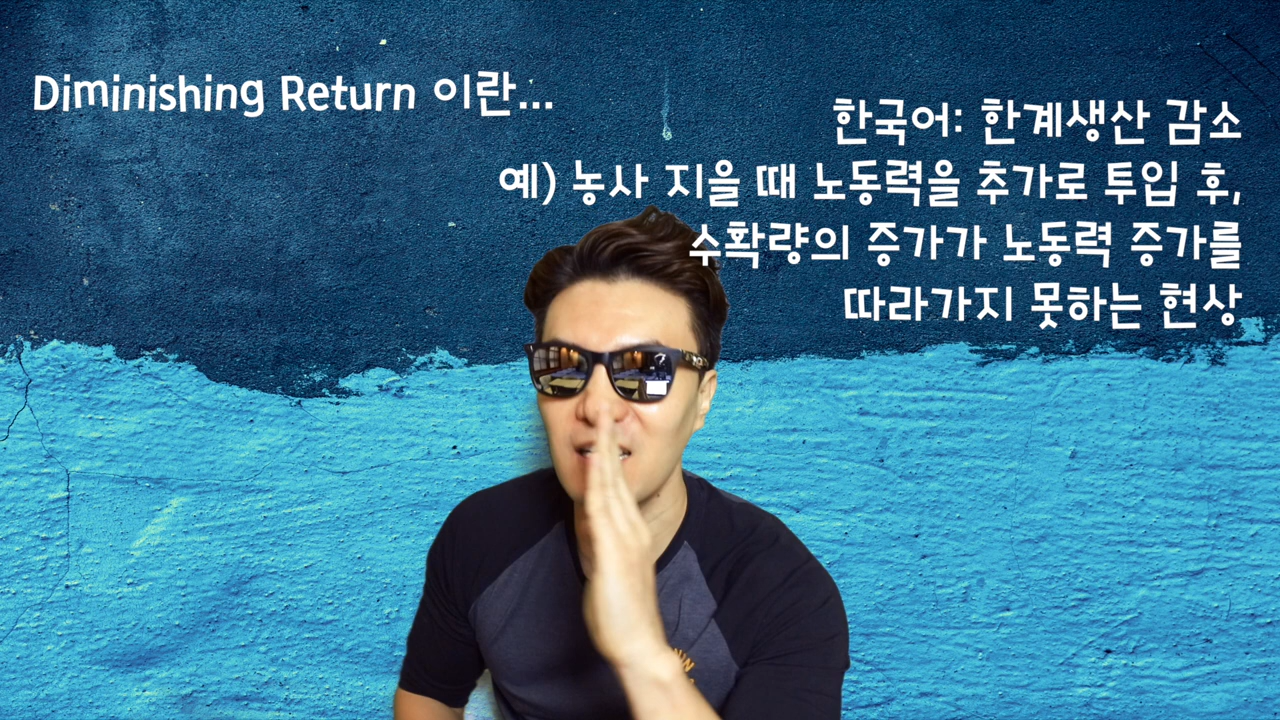 Diminishing Return 이란...
한국어: 한계생산 감소
예) 농사 지을 때 노동력을 추가로 투입 후,
수확량의 증가가 노동력 증가를
따라가지 못하는 현상